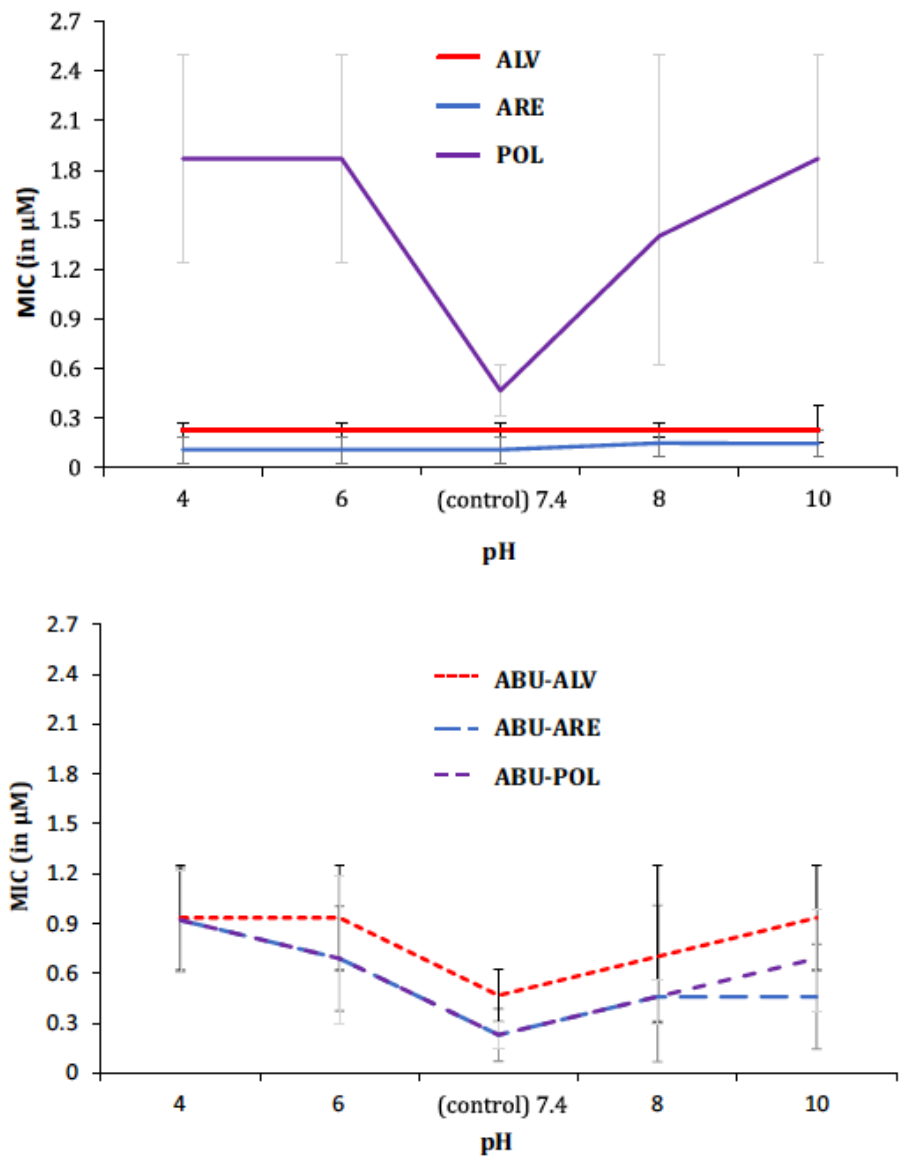 2.7
2.4
2.1
1.8
1.5
1.2
0.9
0.6
0.3
0
MIC (in μM)
ALV
ARE
POL
4 6 (control) 7.4 8 10
pH
2.7
2.4
2.1
1.8
1.5
1.2
0.9
0.6
0.3
0
MIC (in μM)
ABU-ALV
ABU-ARE
ABU-POL
4 6 (control) 7.4 8 10
pH